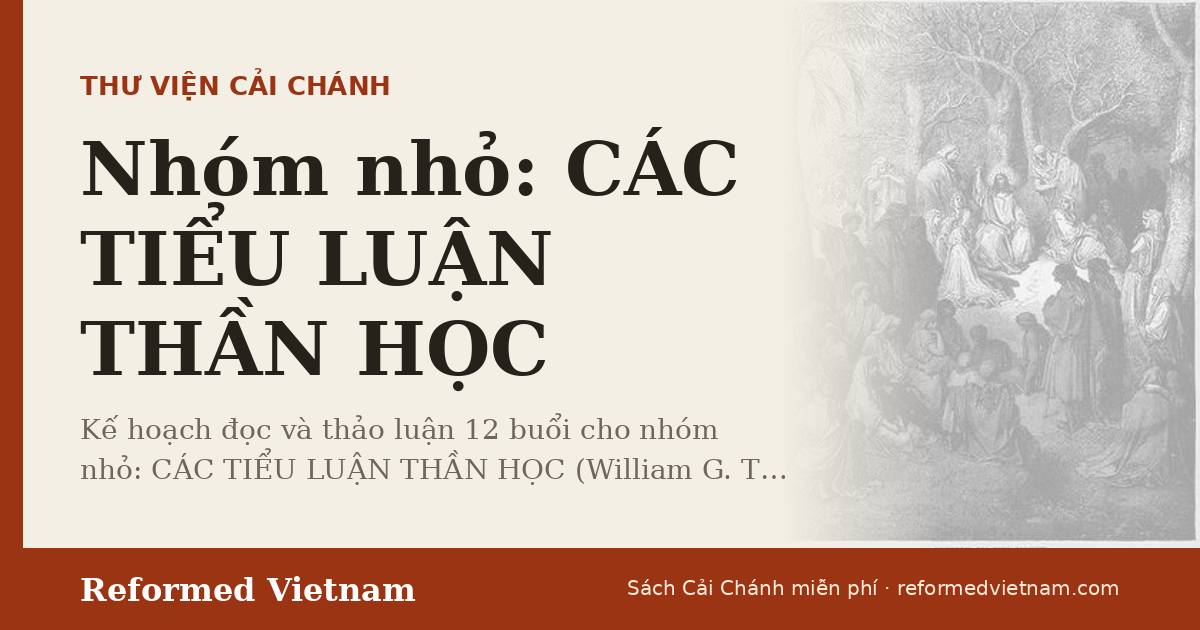 THƯ VIỆN CẢI CHÁNH
Nhóm nhỏ: CÁC
TIỂU LUẬN
THẦN HỌC
Kế hoạch đọc và thảo luận 12 buổi cho nhóm
nhỏ: CÁC TIỂU LUẬN THẦN HỌC (William G. T...
Reformed Vietnam
Sách Cải Chánh miễn phí · reformedvietnam.com